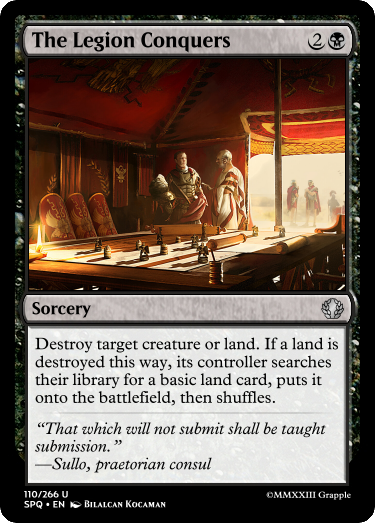 The Legion Conquers 2
Sorcery
Destroy target creature or land. If a land is
destroyed this way, its controller searches
their library for a basic land card, puts it
onto the battlefield, then shuffles.
“That which will not submit shall be taught
submission.”
—Sullo, praetorian consul
110/266 U
SPQ • EN Bilalcan Kocaman
©MMXXIII Grapple